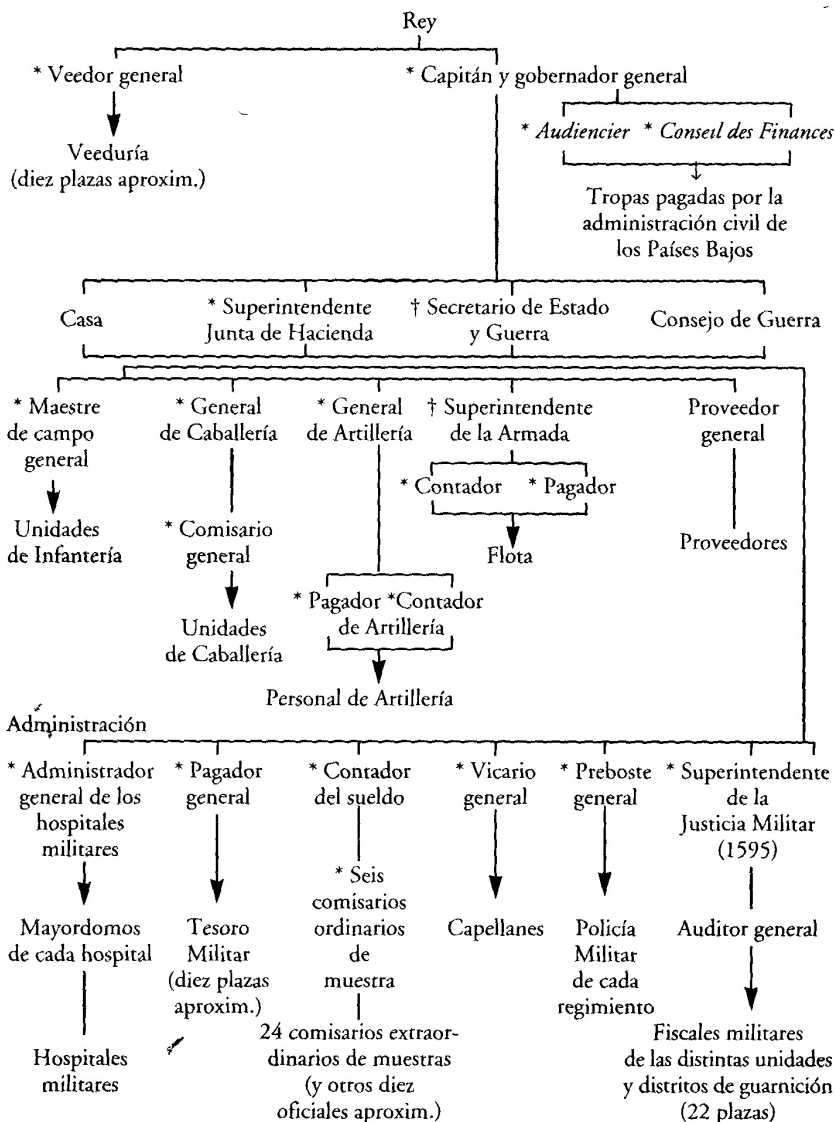 Rey
* Veedor general
* Capitán y gobernador general
* Audiencier * Conseil des Finances
Veeduría
(diez plazas aproxim.)
Tropas pagadas por la
administración civil de
los Países Bajos
Casa
* Superintendente
Junta de Hacienda
† Secretario de Estado
y Guerra
Consejo de Guerra
* Maestre
de campo
general
* General
de Caballería
* General
de Artillería
† Superintendente
de la Armada
Proveedor
general
* Contador * Pagador
Unidades
de Infantería
* Comisario
general
Flota
Proveedores
* Pagador *Contador
de Artillería
Unidades
de Caballería
Personal de Artillería
Administración
* Administrador
general de los
hospitales
militares
* Pagador
general
* Contador
del sueldo
* Vicario
general
* Preboste
general
* Superintendente
de la
Justicia Militar
(1595)
* Seis
comisarios
ordinarios
de
muestra
Mayordomos
de cada hospital
Tesoro
Militar
(diez plazas
aproxim.)
Capellanes
Policía
Militar
de cada
regimiento
Auditor general
Hospitales
militares
24 comisarios extraor-
dinarios de muestras
(y otros diez
oficiales aproxim.)
Fiscales militares
de las distintas unidades
y distritos de guarnición
(22 plazas)